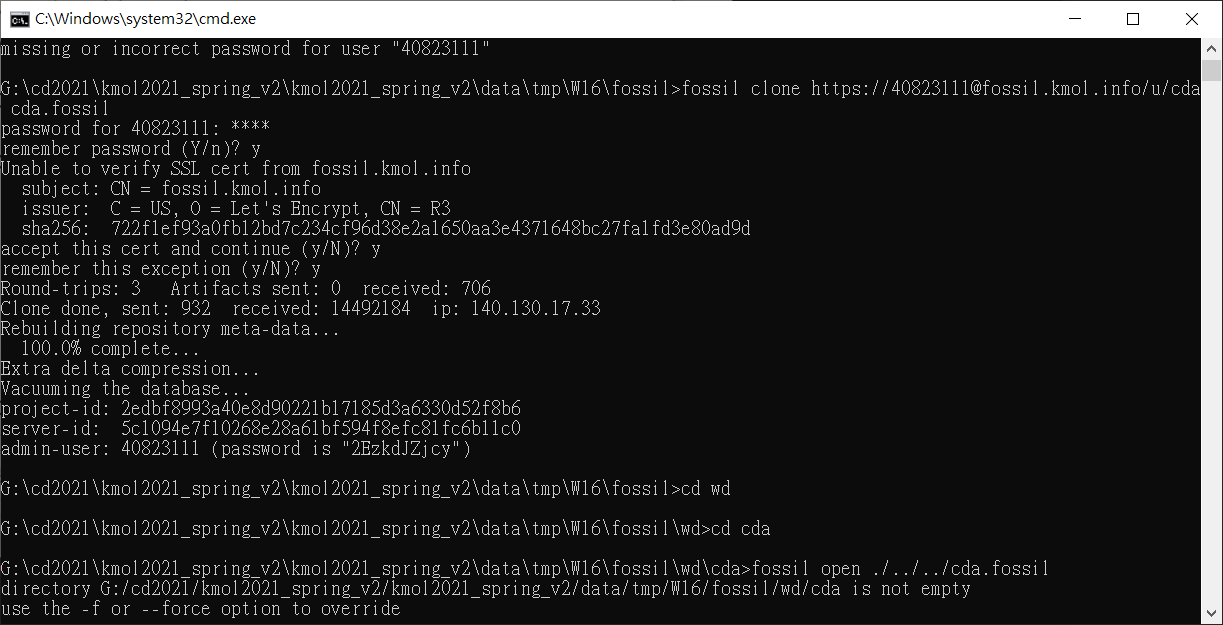 C:\Windows\system32\cmd.exe
missing or incorrect password for user "40823111"
G:\cd2021\kmol2021_spring_v2\kmol2021_spring_v2\data\tmp\W16\fossil>fossil clone https://40823111@fossil.kmol.info/u/cda
cda.fossil
password for 40823111: ****
remember password (Y/n)? y
Unable to verify SSL cert from fossil.kmol.info
  subject: CN = fossil.kmol.info
  issuer:  C = US, O = Let's Encrypt, CN = R3
  sha256:  722f1ef93a0fb12bd7c234cf96d38e2a1650aa3e4371648bc27fa1fd3e80ad9d
accept this cert and continue (y/N)? y
remember this exception (y/N)? y
Round-trips: 3   Artifacts sent: 0  received: 706
Clone done, sent: 932  received: 14492184  ip: 140.130.17.33
Rebuilding repository meta-data...
  100.0% complete...
Extra delta compression...
Vacuuming the database...
project-id: 2edbf8993a40e8d90221b17185d3a6330d52f8b6
server-id:  5c1094e7f10268e28a61bf594f8efc81fc6b11c0
admin-user: 40823111 (password is "2EzkdJZjcy")
G:\cd2021\kmol2021_spring_v2\kmol2021_spring_v2\data\tmp\W16\fossil>cd wd
G:\cd2021\kmol2021_spring_v2\kmol2021_spring_v2\data\tmp\W16\fossil\wd>cd cda
G:\cd2021\kmol2021_spring_v2\kmol2021_spring_v2\data\tmp\W16\fossil\wd\cda>fossil open ./../../cda.fossil
directory G:/cd2021/kmol2021_spring_v2/kmol2021_spring_v2/data/tmp/W16/fossil/wd/cda is not empty
use the -f or --force option to override